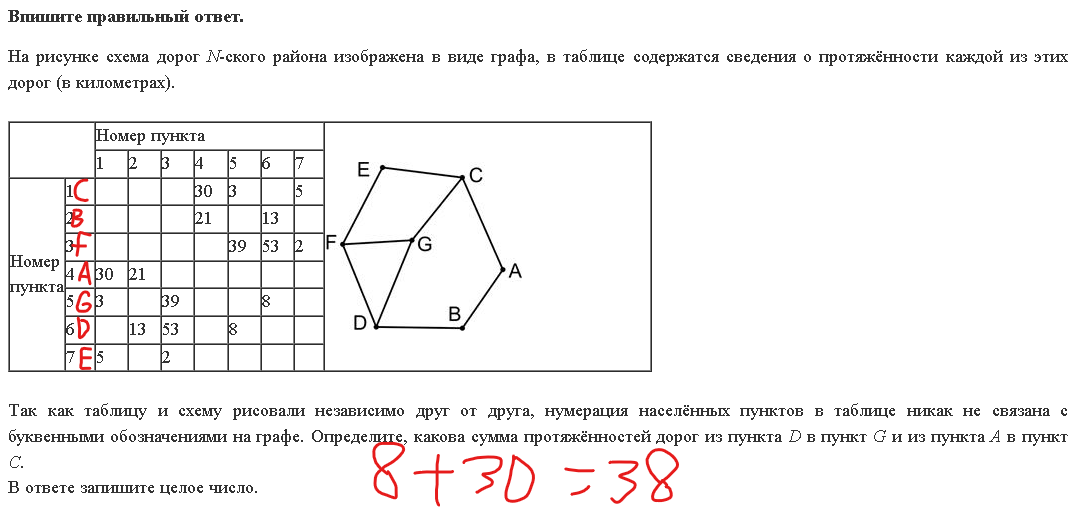 Впишите правильный ответ.
На рисунке схема дорог N-ского района изображена в виде графа, в таблице содержатся сведения о протяжённости каждой из этих
дорог (в километрах).
Номер пункта
1 2 3 4 5 6 7
Номер
пункта
1 C 30 3 5
2 B 21 13
3 F 39 53 2
4 A 30 21
5 G 3 39 8
6 D 13 53 8
7 E 5 2
E C
F G
A
D B
Так как таблицу и схему рисовали независимо друг от друга, нумерация населённых пунктов в таблице никак не связана с
буквенными обозначениями на графе. Определите, какова сумма протяжённостей дорог из пункта D в пункт G и из пункта A в пункт
C.
В ответе запишите целое число.
8+30=38